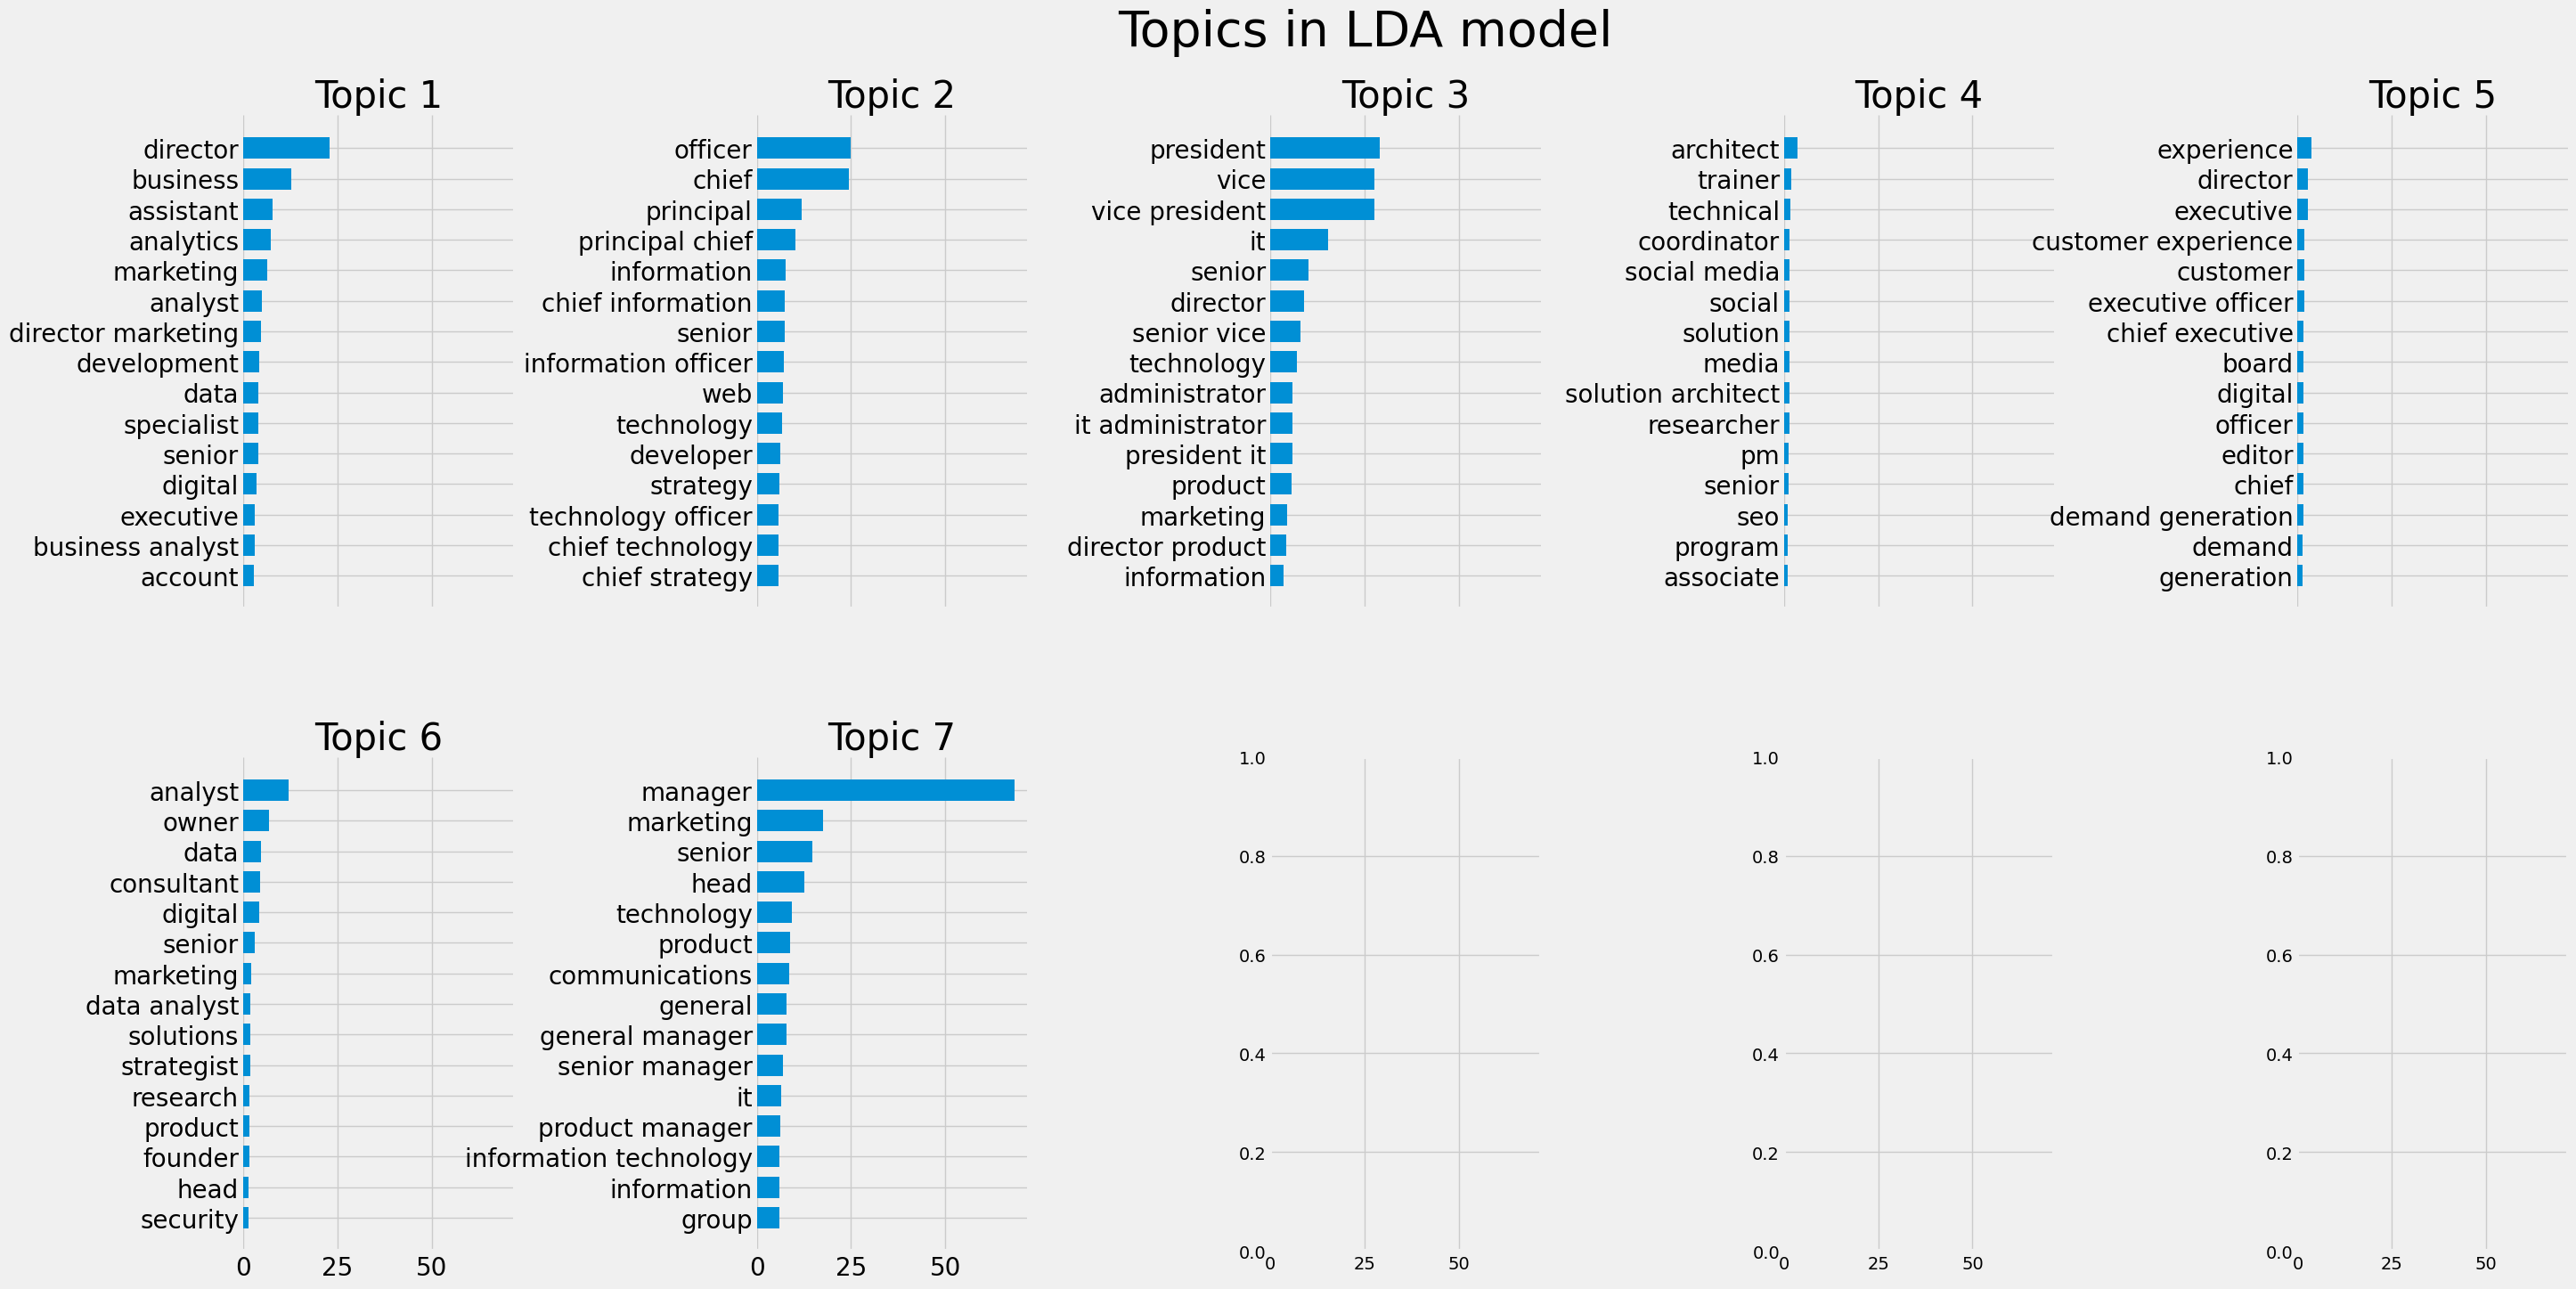 Topics in LDA model
Topic 1
director
business
assistant
analytics
marketing
analyst
director marketing
development
data
specialist
senior
digital
executive
business analyst
account
Topic 2
officer
chief
principal
principal chief
information
chief information
senior
information officer
web
technology
developer
strategy
technology officer
chief technology
chief strategy
Topic 3
president
vice
vice president
it
senior
director
senior vice
technology
administrator
it administrator
president it
product
marketing
director product
information
Topic 4
architect
trainer
technical
coordinator
social media
social
solution
media
solution architect
researcher
pm
senior
seo
program
associate
Topic 5
experience
director
executive
customer experience
customer
executive officer
chief executive
board
digital
officer
editor
chief
demand generation
demand
generation
Topic 6
analyst
owner
data
consultant
digital
senior
marketing
data analyst
solutions
strategist
research
product
founder
head
security
0 25 50
Topic 7
manager
marketing
senior
head
technology
product
communications
general
general manager
senior manager
it
product manager
information technology
information
group
0 25 50
1.0
0.8
0.6
0.4
0.2
0.0
0 25 50
1.0
0.8
0.6
0.4
0.2
0.0
0 25 50
1.0
0.8
0.6
0.4
0.2
0.0
0 25 50